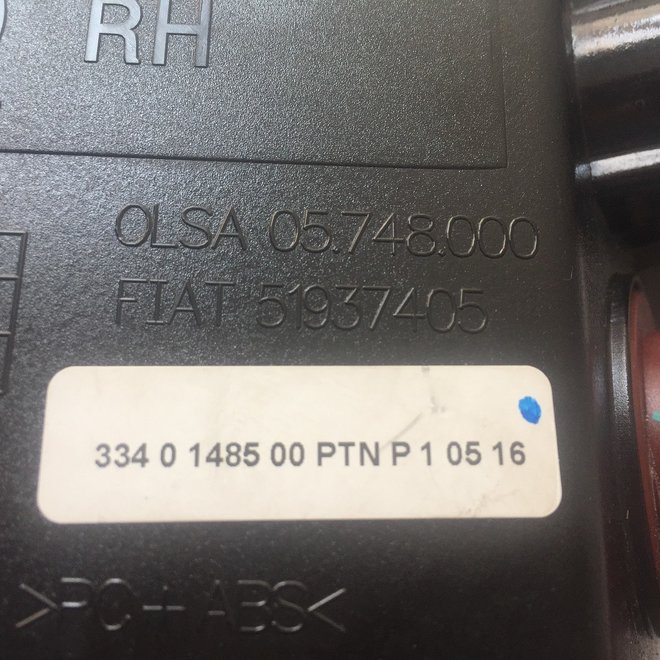 RH
OLSA 05.748.000
FIAT 51937405
334 0 1485 00 PTN P 1 05 16
>PC+ABS<